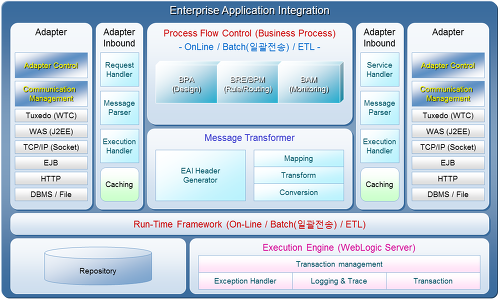 Enterprise Application Integration
Adapter
Adapter Control
Communication
Management
Tuxedo (WTC)
WAS (J2EE)
TCP/IP (Socket)
EJB
HTTP
DBMS / File
Adapter
Inbound
Request
Handler
Message
Parser
Execution
Handler
Caching
Process Flow Control (Business Process)
- OnLine / Batch(일괄전송) / ETL -
BPA
(Design)
BRE/BPM
(Rule/Routing)
BAM
(Monitoring)
Message Transformer
EAI Header
Generator
Mapping
Transform
Conversion
Adapter
Inbound
Service
Handler
Message
Parser
Execution
Handler
Caching
Adapter
Adapter Control
Communication
Management
Tuxedo (WTC)
WAS (J2EE)
TCP/IP (Socket)
EJB
HTTP
DBMS / File
Run-Time Framework (On-Line / Batch(일괄전송) / ETL)
Repository
Execution Engine (WebLogic Server)
Transaction management
Exception Handler
Logging & Trace
Transaction